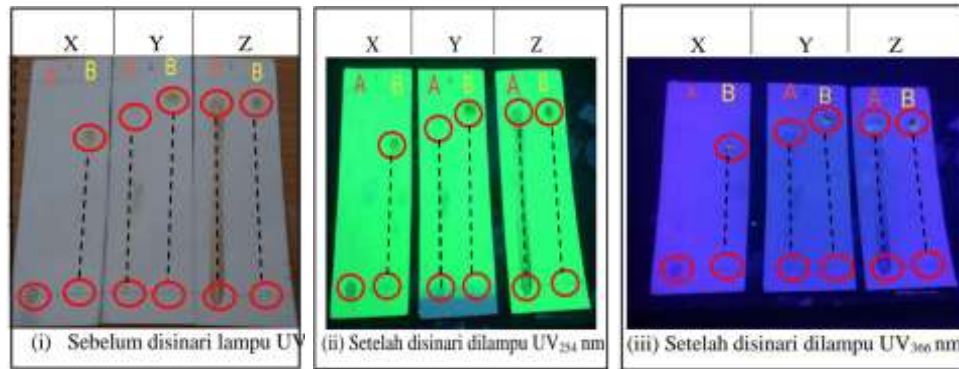 X Y Z
A B A B A B
(i) Sebelum disinari lampu UV
X Y Z
A B A B A B
(ii) Setelah disinari dilampu UV254 nm
X Y Z
A B A B A B
(iii) Setelah disinari dilampu UV366 nm